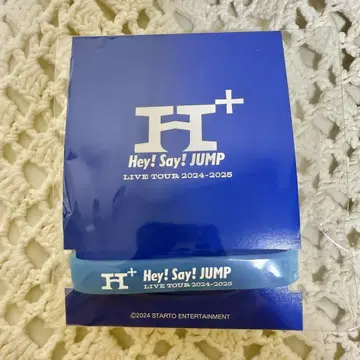 H+
Hey! Say! JUMP
LIVE TOUR 2024-2025
H+ Hey! Say! JUMP
LIVE TOUR 2024-2025
©2024 STARTO ENTERTAINMENT